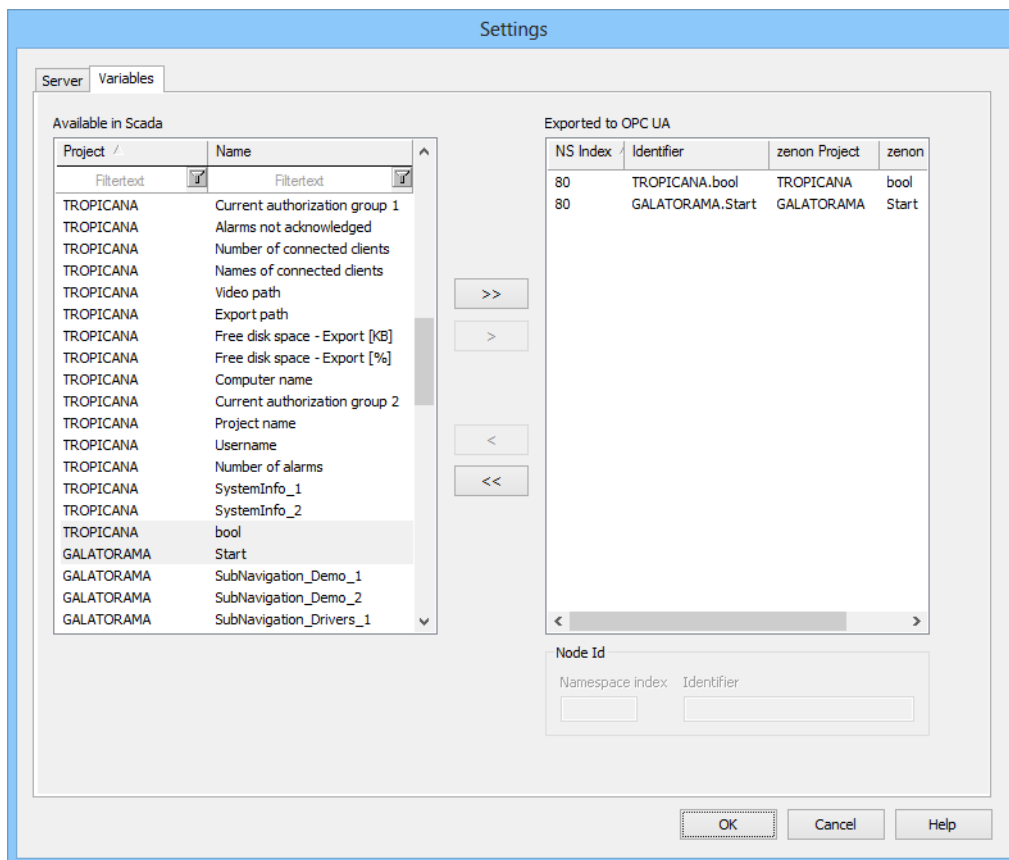 Settings
Server Variables
Available in Scada
Project Name
Filtertext Filtertext
TROPICANA Current authorization group 1
TROPICANA Alarms not acknowledged
TROPICANA Number of connected clients
TROPICANA Names of connected clients
TROPICANA Video path
TROPICANA Export path
TROPICANA Free disk space - Export [KB]
TROPICANA Free disk space - Export [%]
TROPICANA Computer name
TROPICANA Current authorization group 2
TROPICANA Project name
TROPICANA Username
TROPICANA Number of alarms
TROPICANA SystemInfo_1
TROPICANA SystemInfo_2
TROPICANA bool
GALATORAMA Start
GALATORAMA SubNavigation_Demo_1
GALATORAMA SubNavigation_Demo_2
GALATORAMA SubNavigation_Drivers_1
>>
>
<
<<
Exported to OPC UA
NS Index Identifier zenon Project zenon
80 TROPICANA.bool TROPICANA bool
80 GALATORAMA.Start GALATORAMA Start
Node Id
Namespace index Identifier
OK Cancel Help